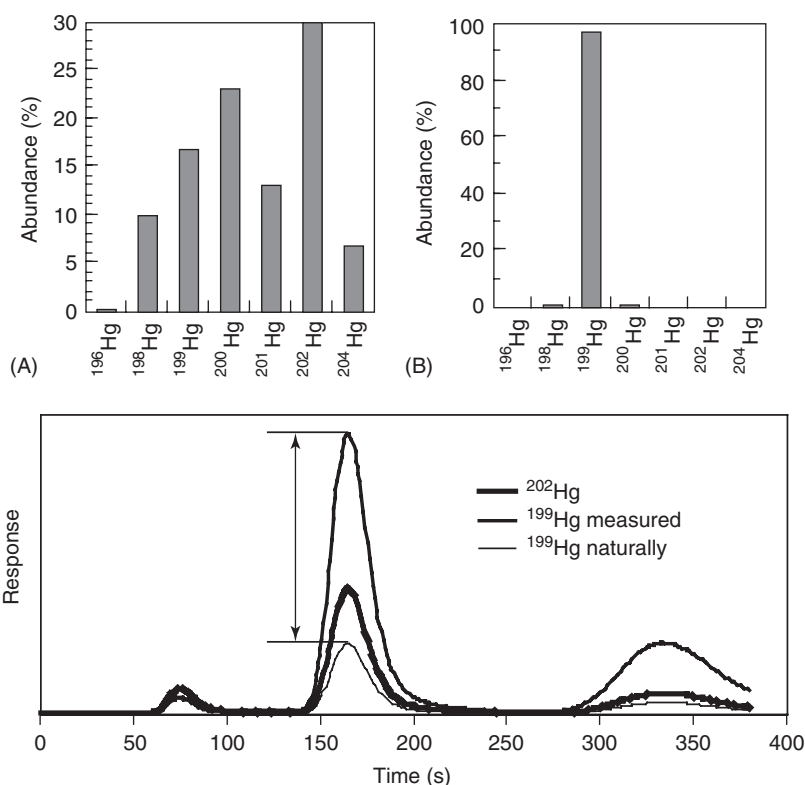 30
25
20
15
10
5
0
Abundance (%)
¹⁹⁶Hg
¹⁹⁸Hg
¹⁹⁹Hg
²⁰⁰Hg
²⁰¹Hg
²⁰²Hg
²⁰⁴Hg
(A)
100
80
60
40
20
0
Abundance (%)
¹⁹⁶Hg
¹⁹⁸Hg
¹⁹⁹Hg
²⁰⁰Hg
²⁰¹Hg
²⁰²Hg
²⁰⁴Hg
(B)
Response
²⁰²Hg
¹⁹⁹Hg measured
¹⁹⁹Hg naturally
0 50 100 150 200 250 300 350 400
Time (s)